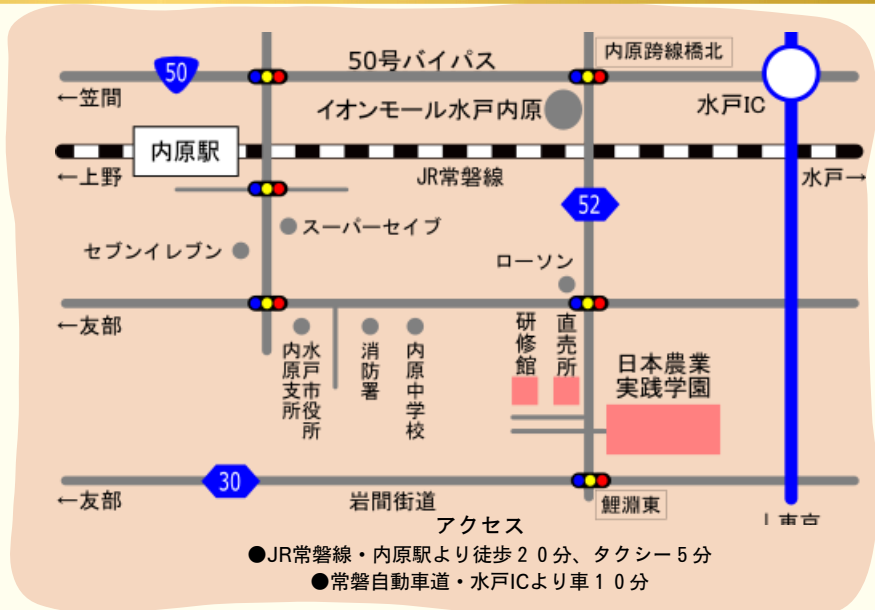 50
50号バイパス
内原跨線橋北
←笠間
イオンモール水戸内原
水戸IC
内原駅
←上野
JR常磐線
水戸→
52
スーパーセイブ
セブンイレブン
ローソン
←友部
水戸市役所
内原支所
消防署
内原中学校
研修館
直売所
日本農業
実践学園
30
←友部
岩間街道
鯉淵東
東京
アクセス
●JR常磐線・内原駅より徒歩20分、タクシー5分
●常磐自動車道・水戸ICより車10分